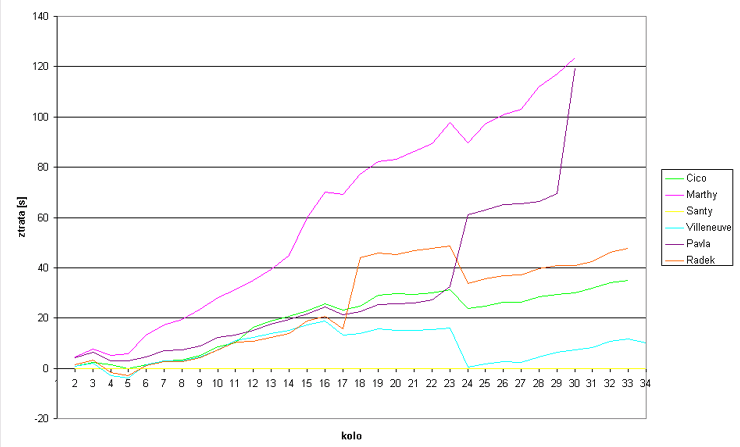 140
120
100
80
60
40
20
0
-20
ztrata [s]
2 3 4 5 6 7 8 9 10 11 12 13 14 15 16 17 18 19 20 21 22 23 24 25 26 27 28 29 30 31 32 33 34
kolo
Cico
Marthy
Santy
Villeneuve
Pavla
Radek